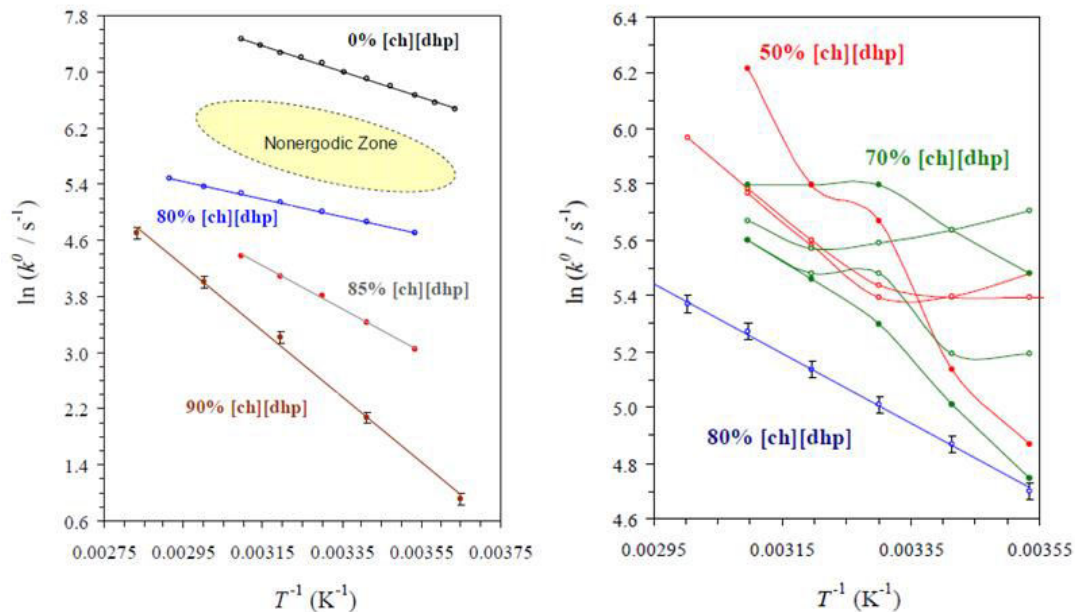 7.8
7.0
6.2
5.4
4.6
3.8
3.0
2.2
1.4
0.6
ln (k⁰ / s⁻¹)
0% [ch][dhp]
Nonergodic Zone
80% [ch][dhp]
85% [ch][dhp]
90% [ch][dhp]
0.00275
0.00295
0.00315
0.00335
0.00355
0.00375
T⁻¹ (K⁻¹)
6.4
6.2
6.0
5.8
5.6
5.4
5.2
5.0
4.8
4.6
ln (k⁰ / s⁻¹)
50% [ch][dhp]
70% [ch][dhp]
80% [ch][dhp]
0.00295
0.00315
0.00335
0.00355
T⁻¹ (K⁻¹)